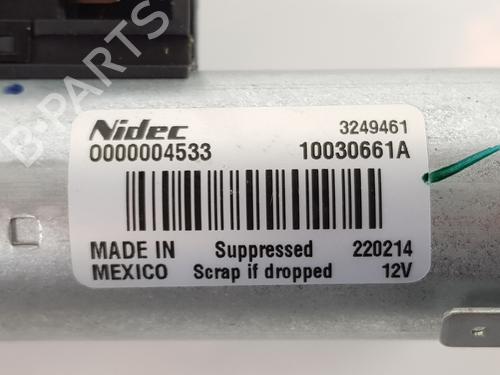 B-PARTS
Nidec 3249461
0000004533 10030661A
MADE IN Suppressed 220214
MEXICO Scrap if dropped 12V